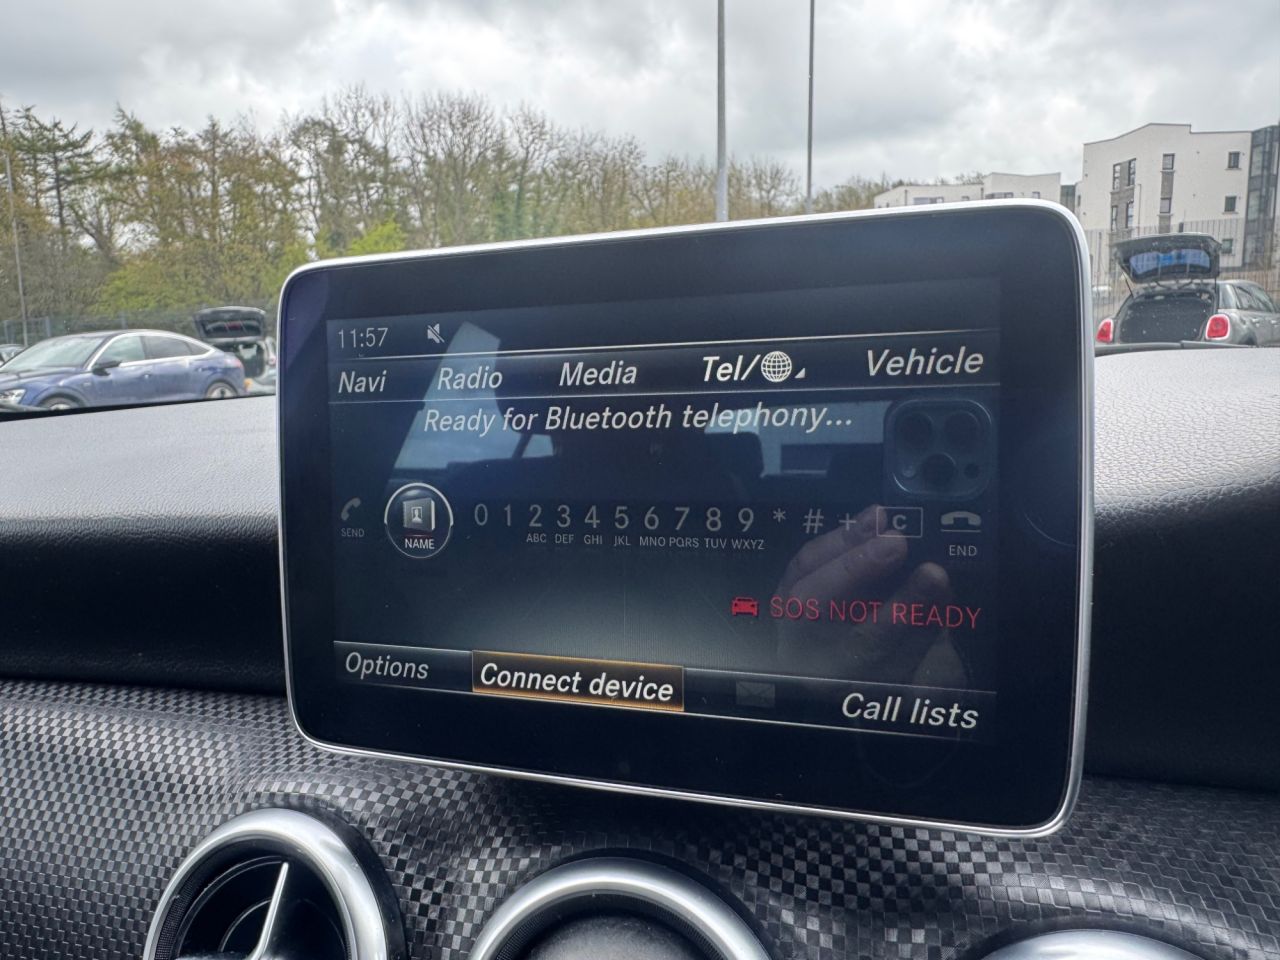 11:57
Navi Radio Media Tel/ Vehicle
Ready for Bluetooth telephony...
SEND NAME 0 1 2 3 4 5 6 7 8 9 * # + C END
ABC DEF GHI JKL MNO PQRS TUV WXYZ
SOS NOT READY
Options Connect device Call lists